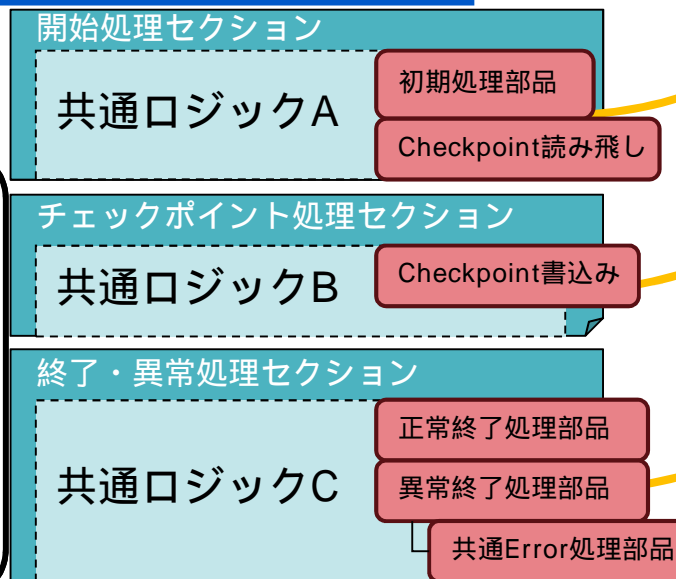 開始処理セクション
共通ロジックA
初期処理部品
Checkpoint読み飛し
チェックポイント処理セクション
共通ロジックB
Checkpoint書込み
終了・異常処理セクション
共通ロジックC
正常終了処理部品
異常終了処理部品
共通Error処理部品